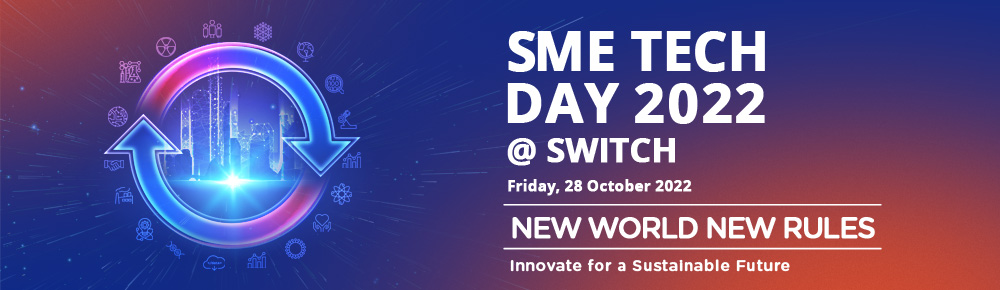 SME TECH
DAY 2022
@ SWITCH
Friday, 28 October 2022
NEW WORLD NEW RULES
Innovate for a Sustainable Future